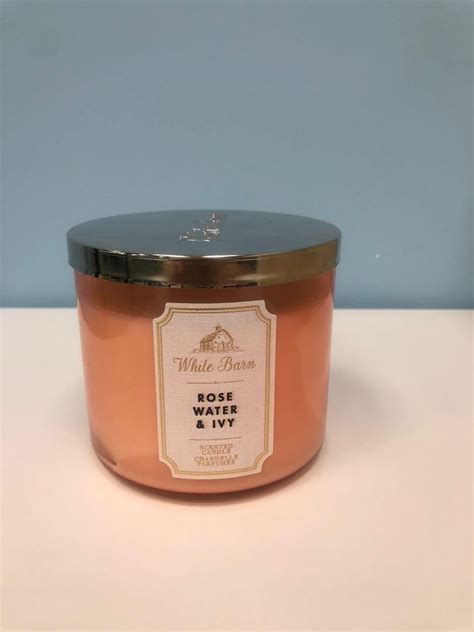 White Barn
ROSE
WATER
& IVY
SCENTED
CANDLE
CHANDELLE
PARFUMÉE